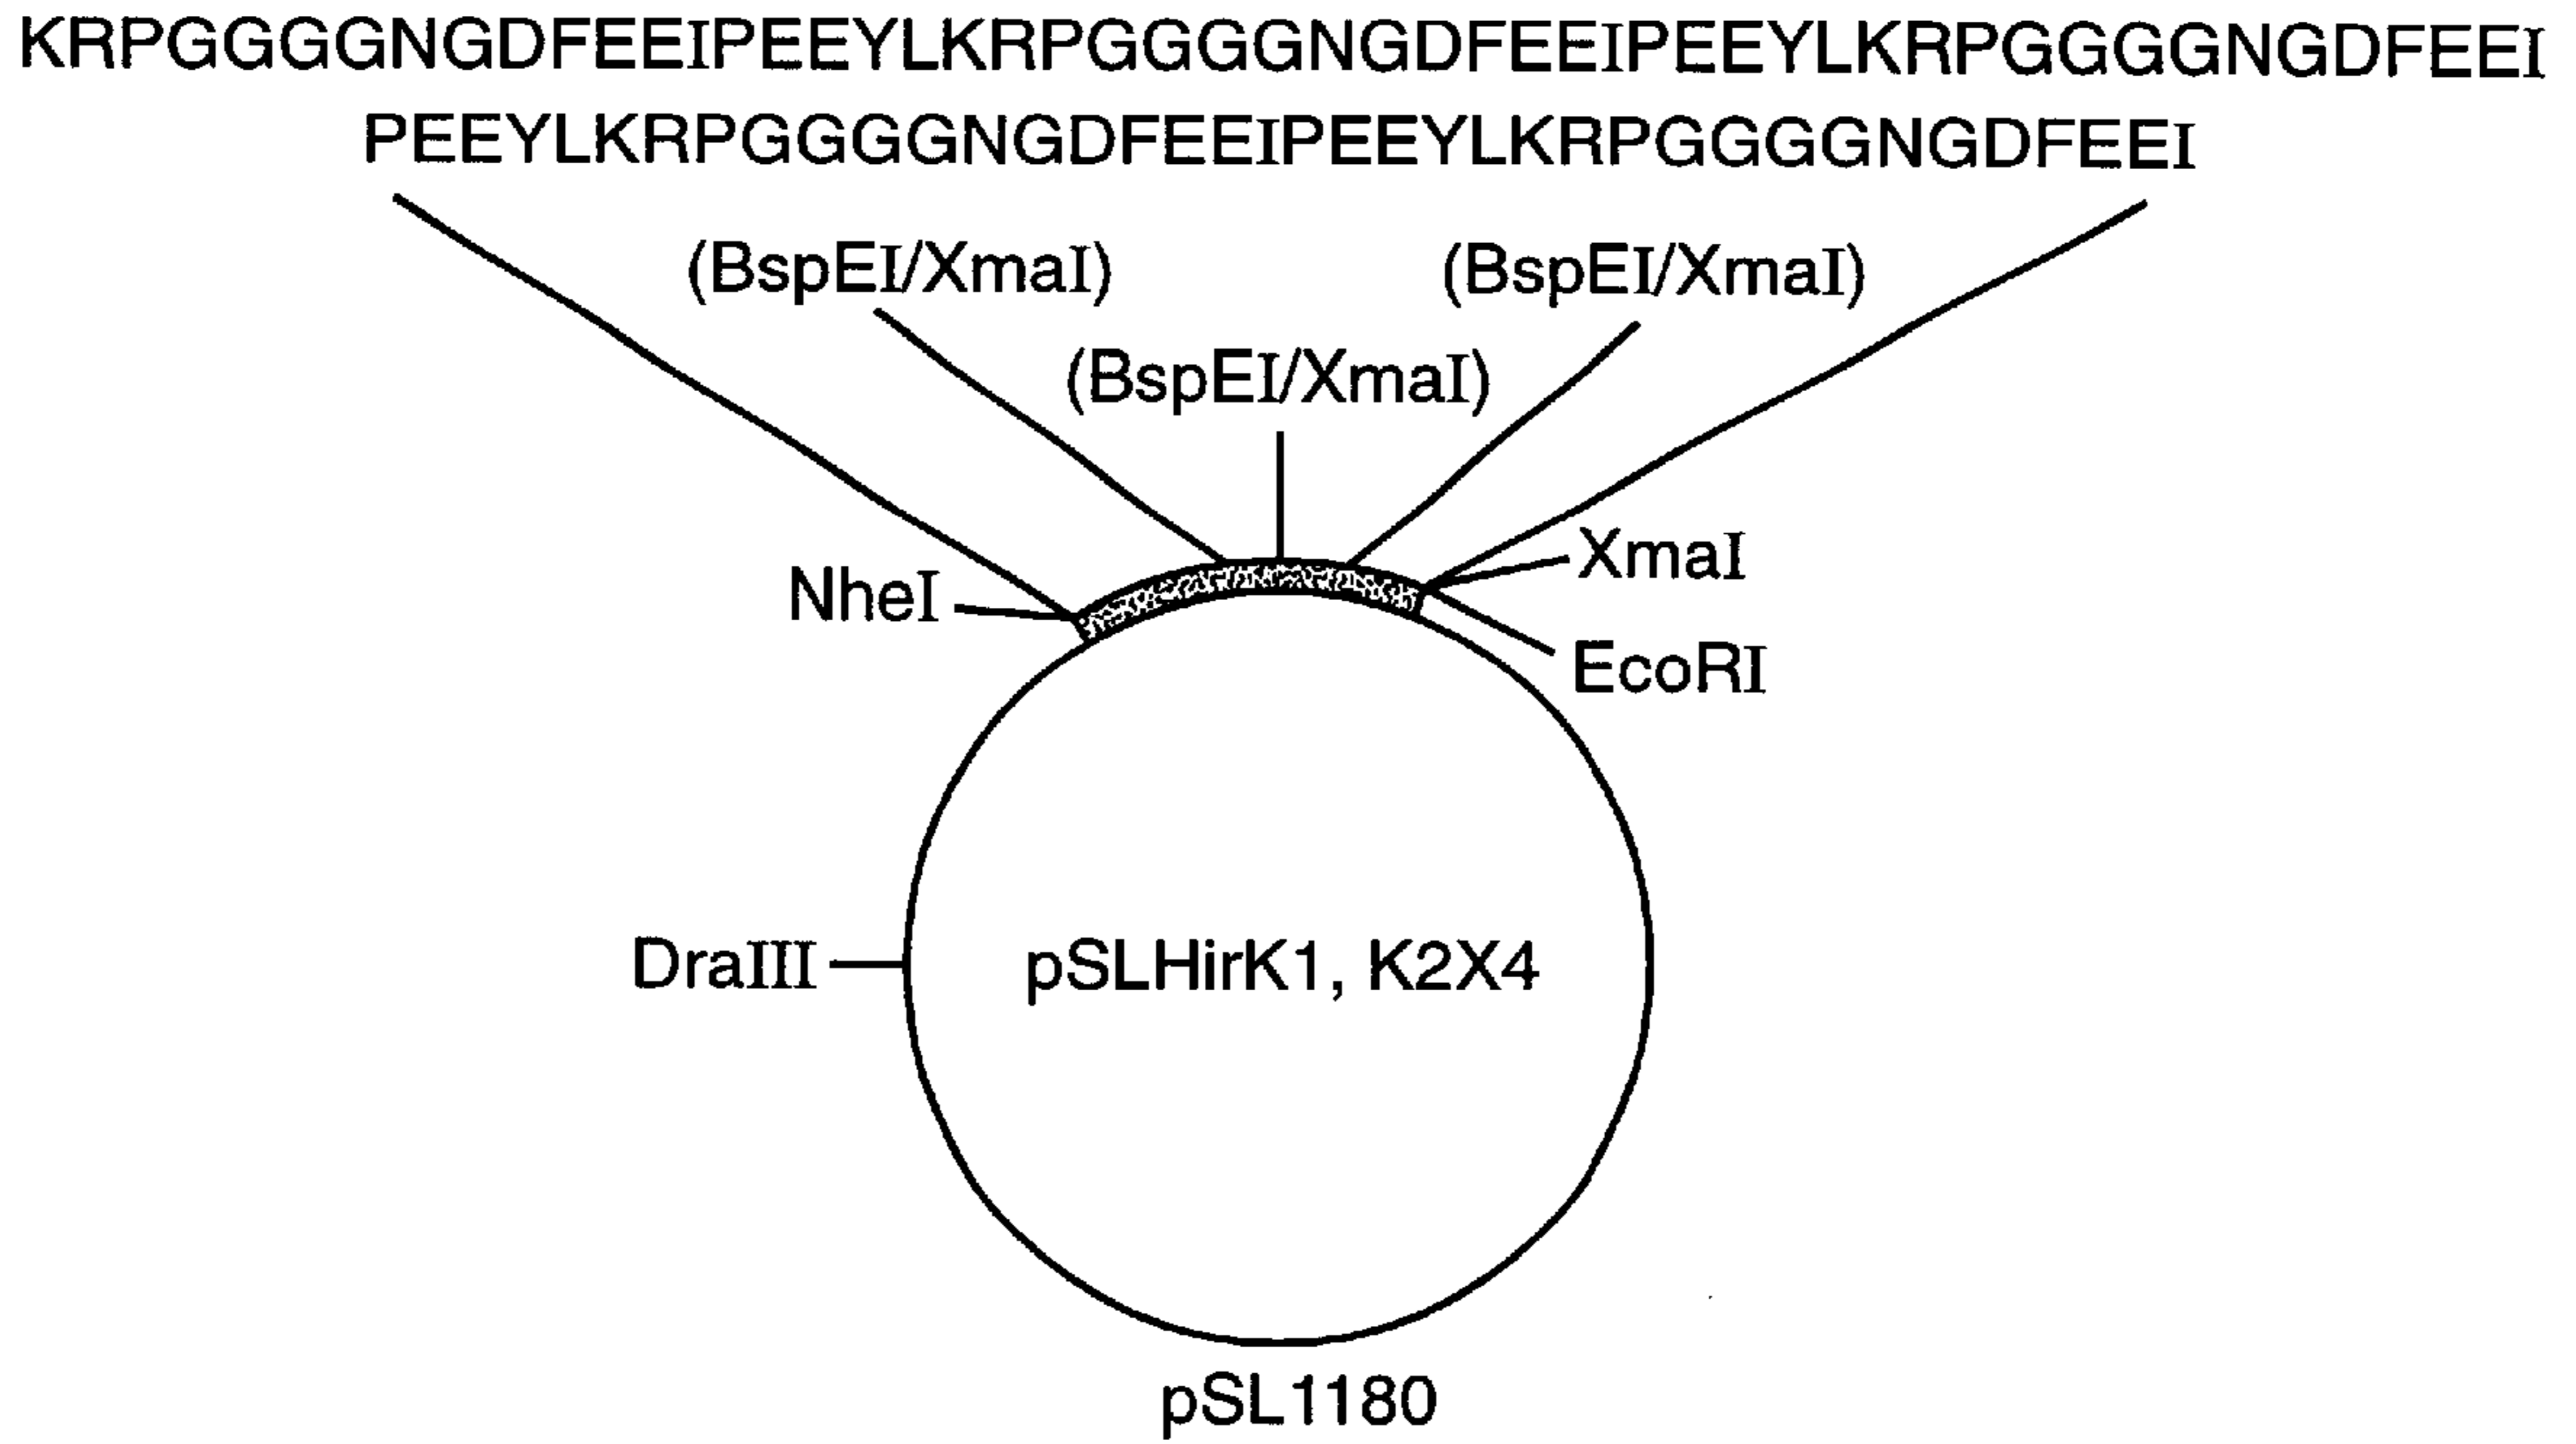 KRPGGGGNGDFEEIPEEYLKRPGGGGNGDFEEIPEEYLKRPGGGGNGDFEEI
PEEYLKRPGGGGNGDFEEIPEEYLKRPGGGGNGDFEEI
(BspEI/XmaI)
(BspEI/XmaI)
(BspEI/XmaI)
NheI
XmaI
EcoRI
DraIII
pSLHirK1, K2X4
pSL1180